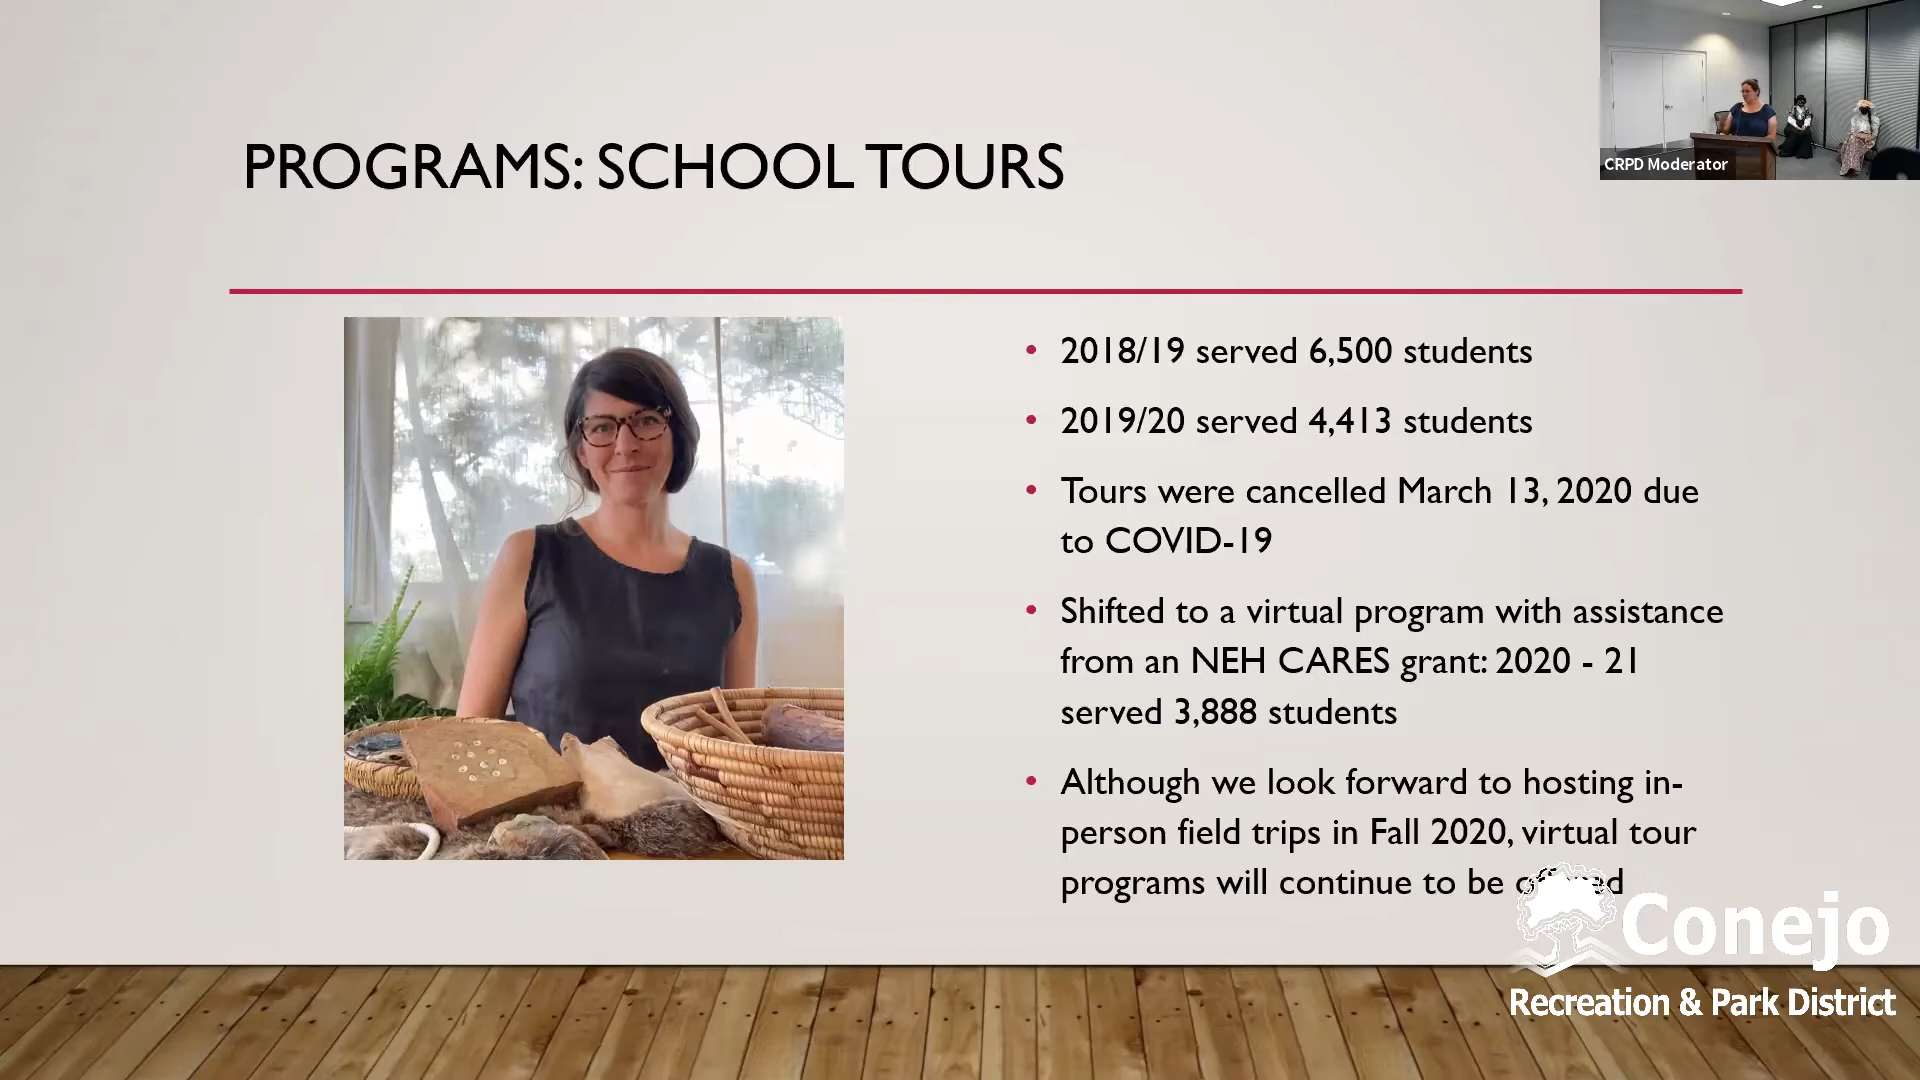 CRPD Moderator
PROGRAMS: SCHOOL TOURS
• 2018/19 served 6,500 students
• 2019/20 served 4,413 students
• Tours were cancelled March 13, 2020 due
to COVID-19
• Shifted to a virtual program with assistance
from an NEH CARES grant: 2020 - 21
served 3,888 students
• Although we look forward to hosting in-
person field trips in Fall 2020, virtual tour
programs will continue to be
Conejo
Recreation & Park District